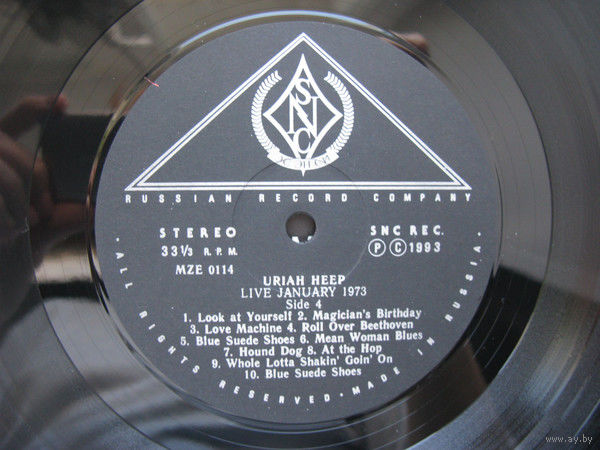 SNC
RUSSIAN RECORD COMPANY
STEREO
33⅓ R.P.M.
MZE 0114
SNC REC.
Ⓟ Ⓒ 1993
URIAH HEEP
LIVE JANUARY 1973
Side 4
1. Look at Yourself 2. Magician's Birthday
3. Love Machine 4. Roll Over Beethoven
5. Blue Suede Shoes 6. Mean Woman Blues
7. Hound Dog 8. At the Hop
9. Whole Lotta Shakin' Goin' On
10. Blue Suede Shoes
· ALL RIGHTS RESERVED · MADE IN RUSSIA ·
www.ay.by